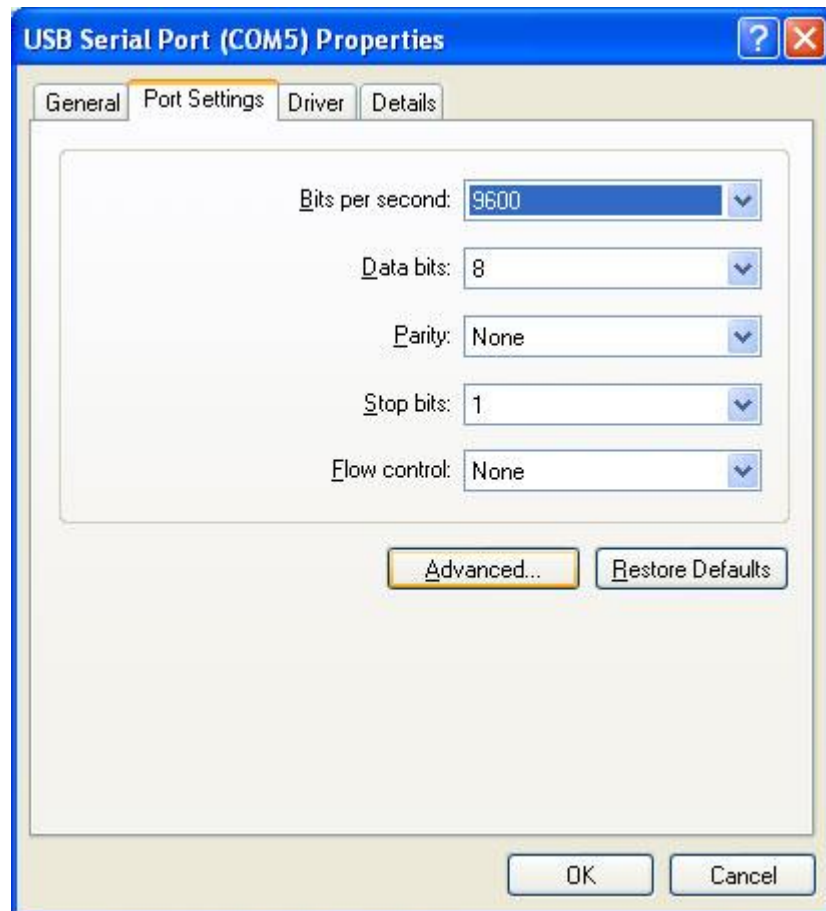 USB Serial Port (COM5) Properties
General Port Settings Driver Details
Bits per second: 9600
Data bits: 8
Parity: None
Stop bits: 1
Flow control: None
Advanced... Restore Defaults
OK Cancel